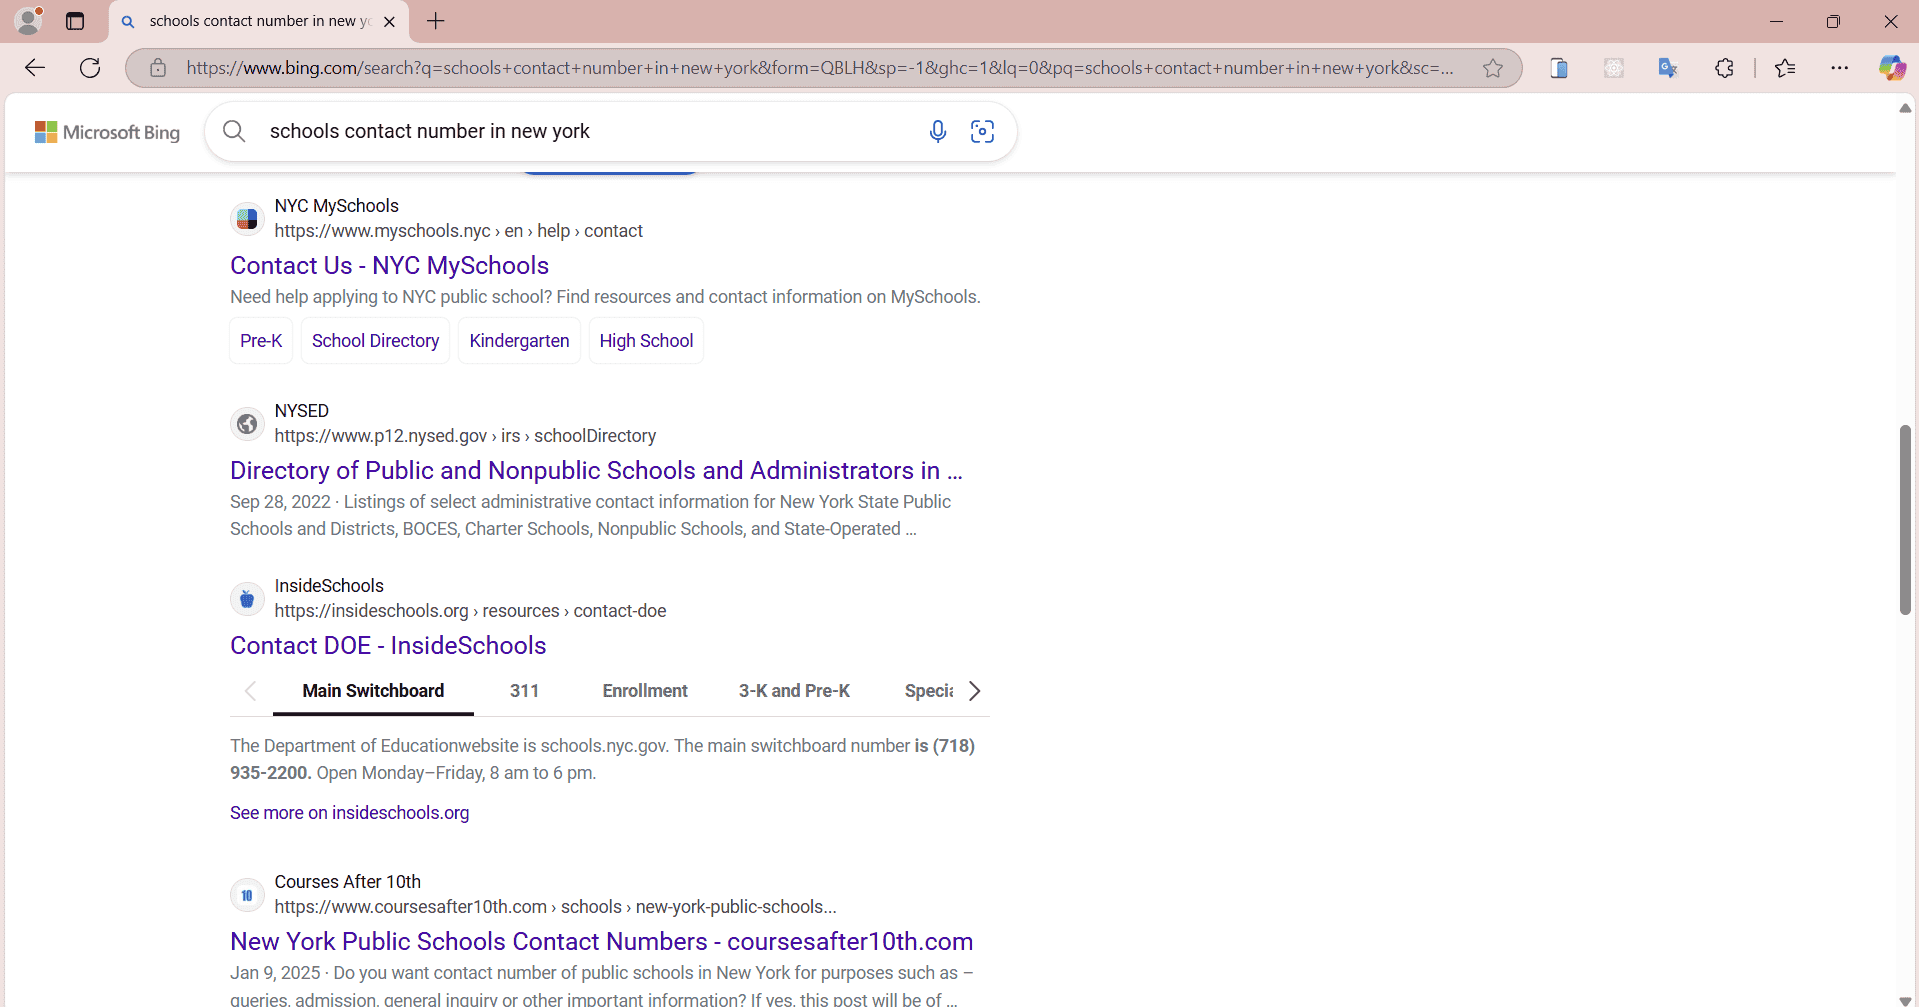 schools contact number in new yo
https://www.bing.com/search?q=schools+contact+number+in+new+york&form=QBLH&sp=-1&ghc=1&lq=0&pq=schools+contact+number+in+new+york&sc=...
Microsoft Bing
schools contact number in new york
NYC MySchools
https://www.myschools.nyc › en › help › contact
Contact Us - NYC MySchools
Need help applying to NYC public school? Find resources and contact information on MySchools.
Pre-K School Directory Kindergarten High School
NYSED
https://www.p12.nysed.gov › irs › schoolDirectory
Directory of Public and Nonpublic Schools and Administrators in ...
Sep 28, 2022 · Listings of select administrative contact information for New York State Public
Schools and Districts, BOCES, Charter Schools, Nonpublic Schools, and State-Operated ...
InsideSchools
https://insideschools.org › resources › contact-doe
Contact DOE - InsideSchools
Main Switchboard 311 Enrollment 3-K and Pre-K Specia
The Department of Educationwebsite is schools.nyc.gov. The main switchboard number is (718)
935-2200. Open Monday–Friday, 8 am to 6 pm.
See more on insideschools.org
10
Courses After 10th
https://www.coursesafter10th.com › schools › new-york-public-schools...
New York Public Schools Contact Numbers - coursesafter10th.com
Jan 9, 2025 · Do you want contact number of public schools in New York for purposes such as –
queries, admission, general inquiry or other important information? If yes, this post will be of ...